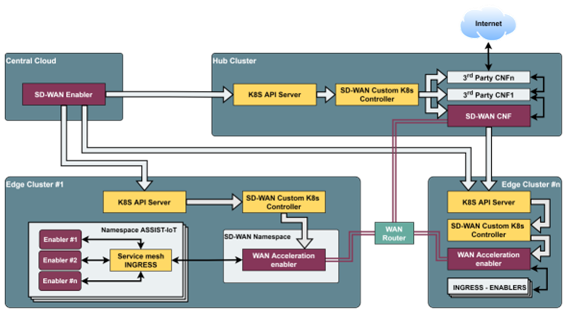 Internet
Central Cloud
SD-WAN Enabler
Hub Cluster
K8S API Server
SD-WAN Custom K8s
Controller
3rd Party CNFn
3rd Party CNF1
SD-WAN CNF
Edge Cluster #1
K8S API Server
SD-WAN Custom K8s
Controller
Namespace ASSIST-IoT
Enabler #1
Enabler #2
Enabler #n
Service mesh
INGRESS
SD-WAN Namespace
WAN Acceleration
enabler
WAN
Router
Edge Cluster #n
K8S API Server
SD-WAN Custom K8s
Controller
WAN Acceleration
enabler
INGRESS - ENABLERS